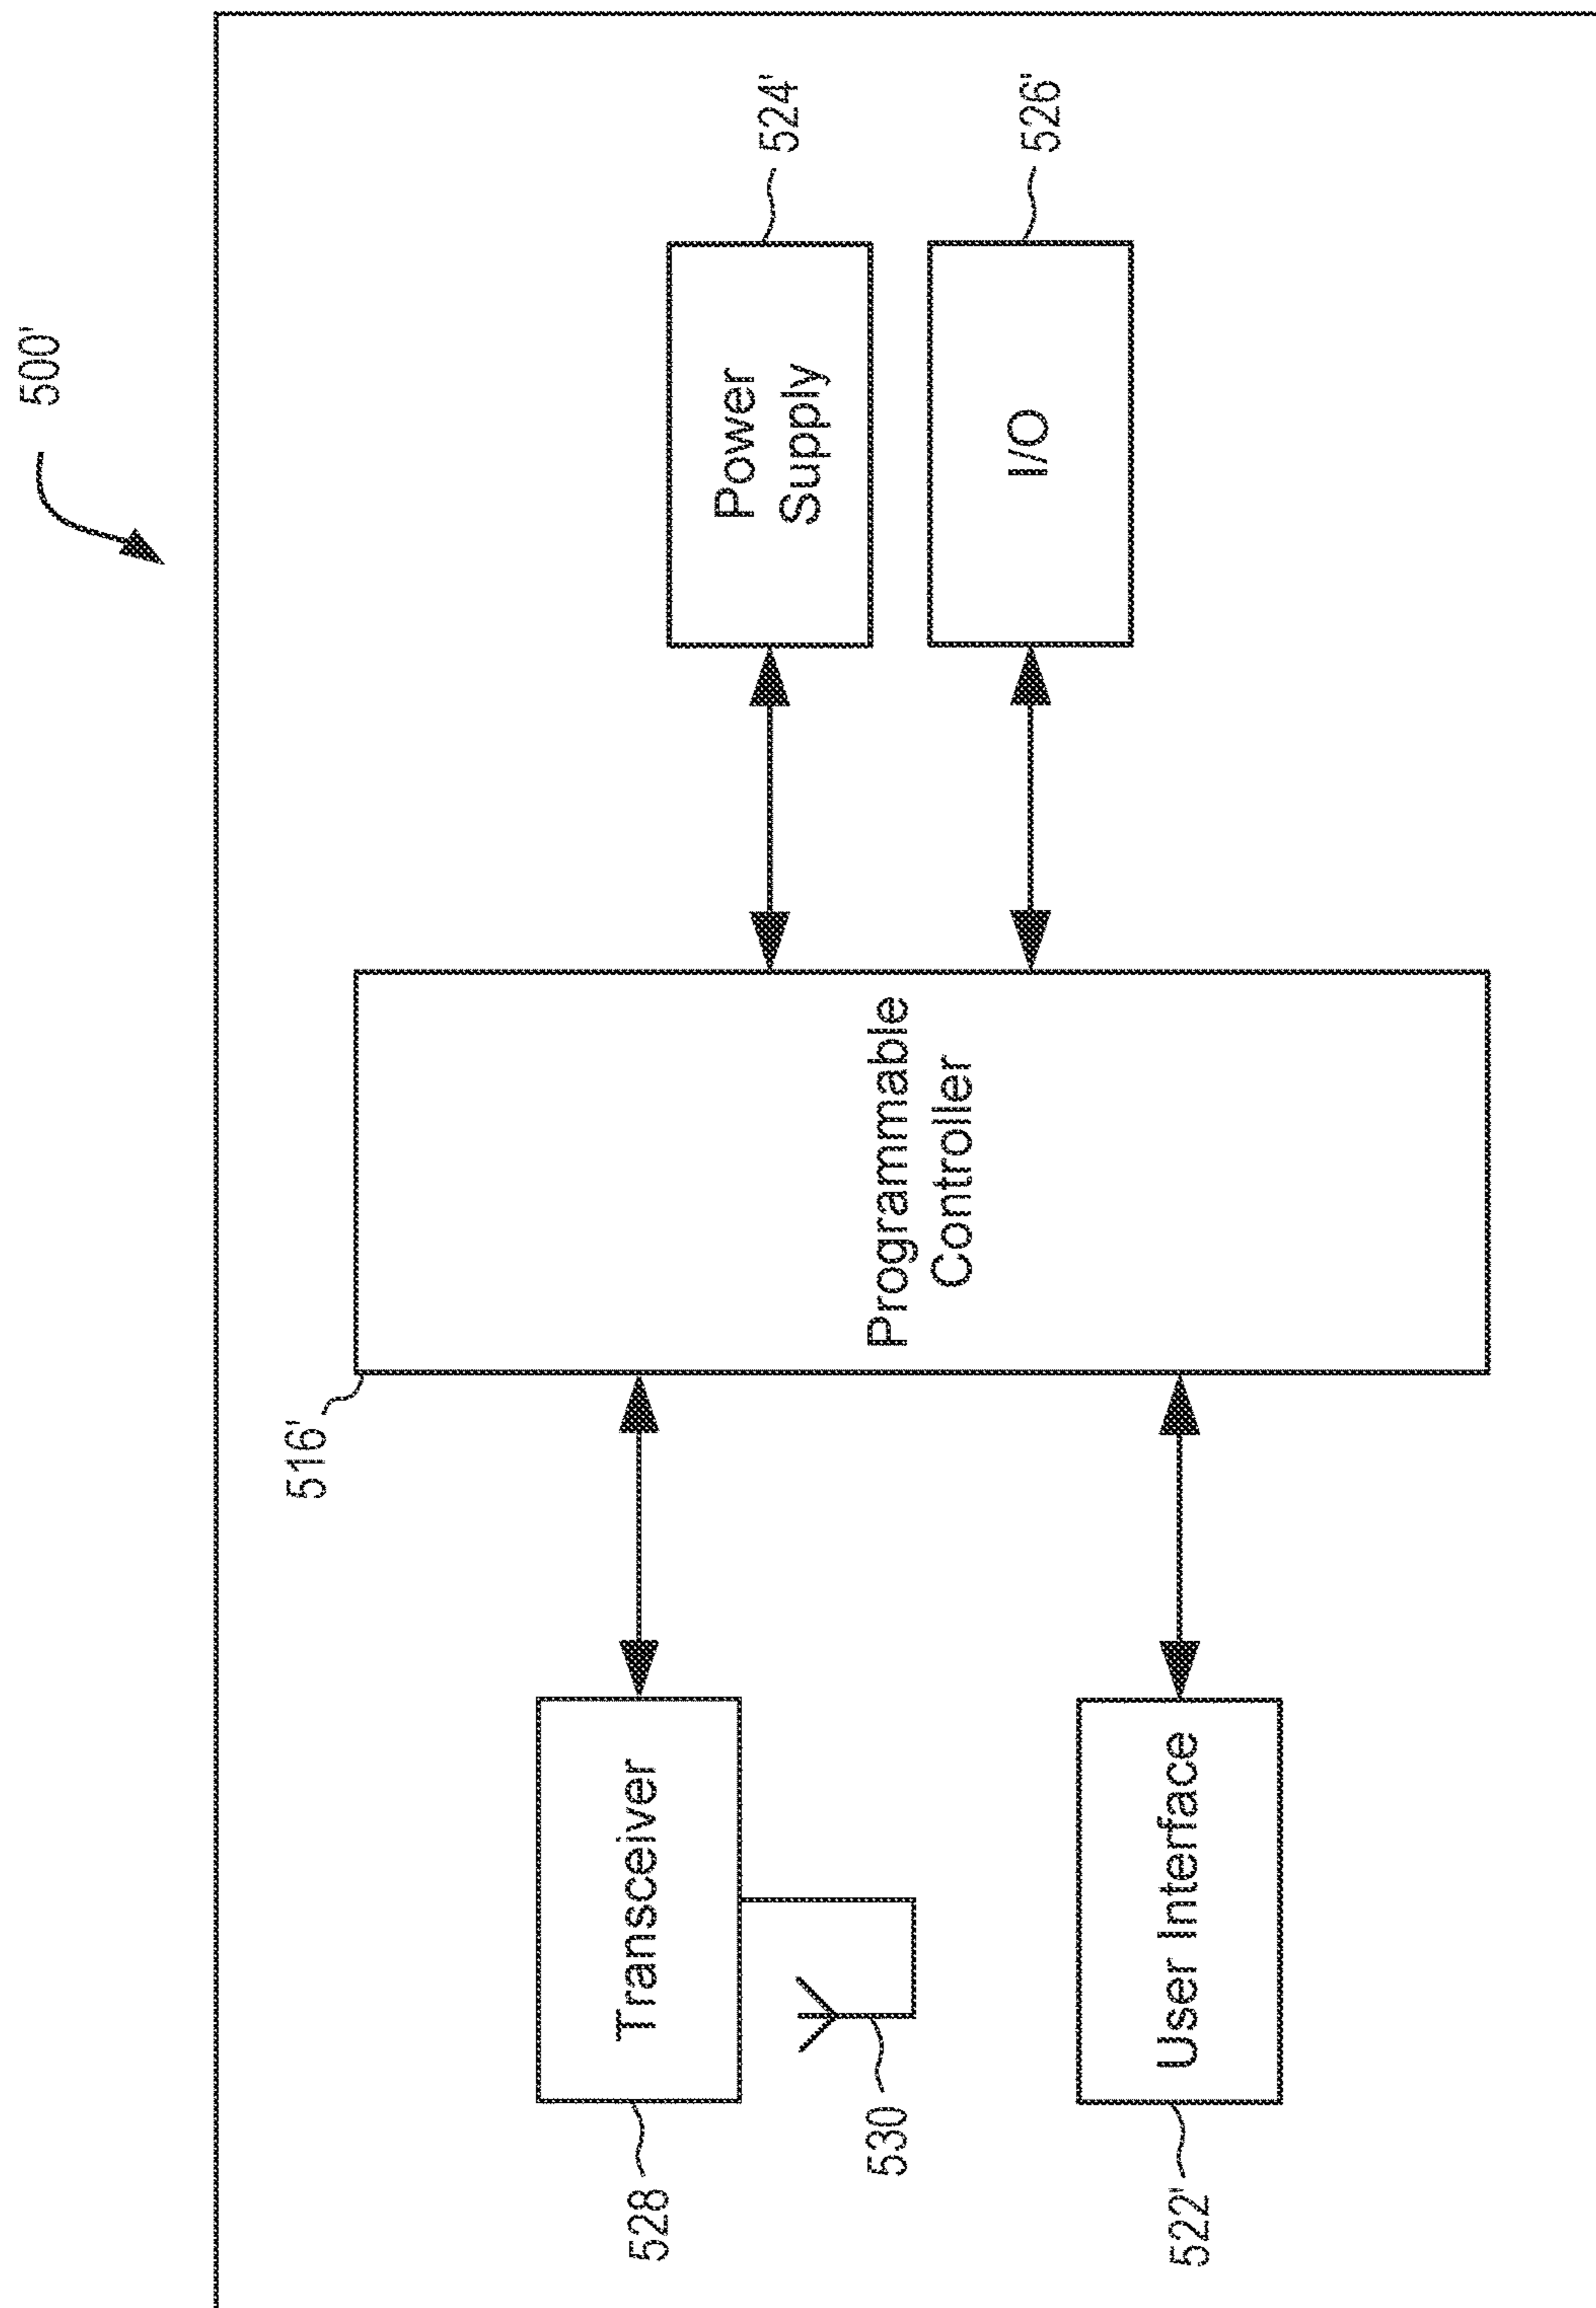 500'
516'
528
Transceiver
530
522'
User Interface
Programmable
Controller
Power
Supply
524'
I/O
526'